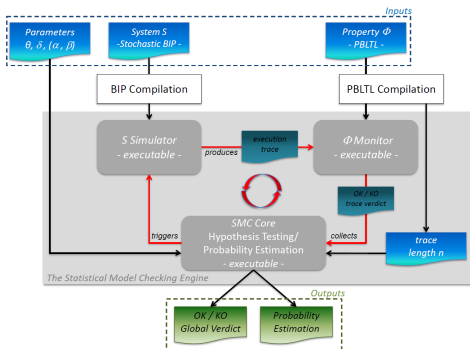 Inputs
Parameters
θ, δ, (α, β)
System S
-Stochastic BIP -
Property Φ
- PBLTL -
BIP Compilation
PBLTL Compilation
S Simulator
- executable -
produces
execution
trace
Φ Monitor
- executable -
OK / KO
trace verdict
triggers
SMC Core
Hypothesis Testing/
Probability Estimation
- executable -
collects
trace
length n
The Statistical Model Checking Engine
Outputs
OK / KO
Global Verdict
Probability
Estimation